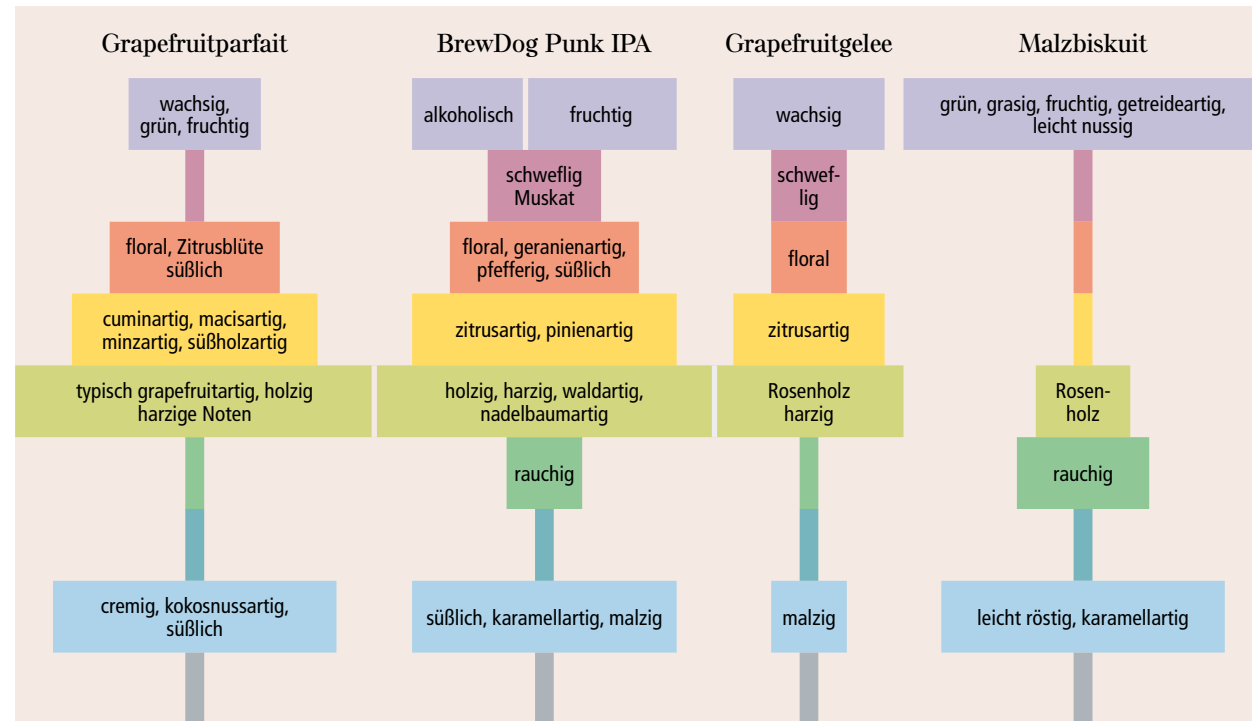 Grapefruitparfait
wachsig,
grün, fruchtig
floral, Zitrusblüte
süßlich
cuminartig, macisartig,
minzartig, süßholzartig
typisch grapefruitartig, holzig
harzige Noten
cremig, kokosnussartig,
süßlich
BrewDog Punk IPA
alkoholisch
fruchtig
schweflig
Muskat
floral, geranienartig,
pfefferig, süßlich
zitrusartig, pinienartig
holzig, harzig, waldartig,
nadelbaumartig
rauchig
süßlich, karamellartig, malzig
Grapefruitgelee
wachsig
schwef-
lig
floral
zitrusartig
Rosenholz
harzig
malzig
Malzbiskuit
grün, grasig, fruchtig, getreideartig,
leicht nussig
Rosen-
holz
rauchig
leicht röstig, karamellartig